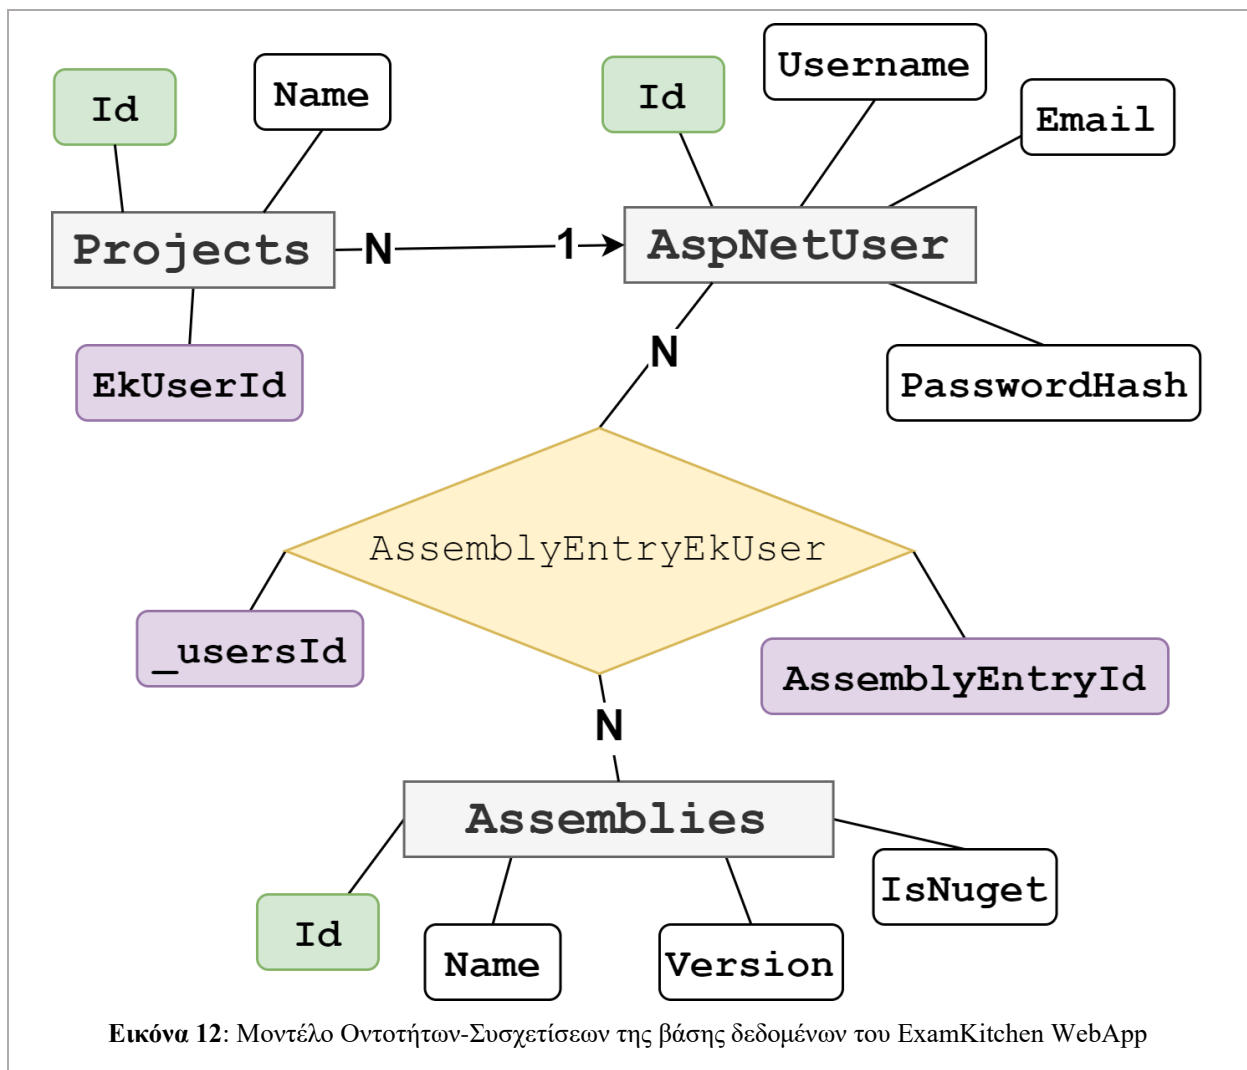 Id
Name
Id
Username
Email
Projects
N
1
AspNetUser
EkUserId
N
PasswordHash
AssemblyEntryEkUser
_usersId
AssemblyEntryId
N
Assemblies
IsNuget
Id
Name
Version
Εικόνα 12: Μοντέλο Οντοτήτων-Συσχετίσεων της βάσης δεδομένων του ExamKitchen WebApp